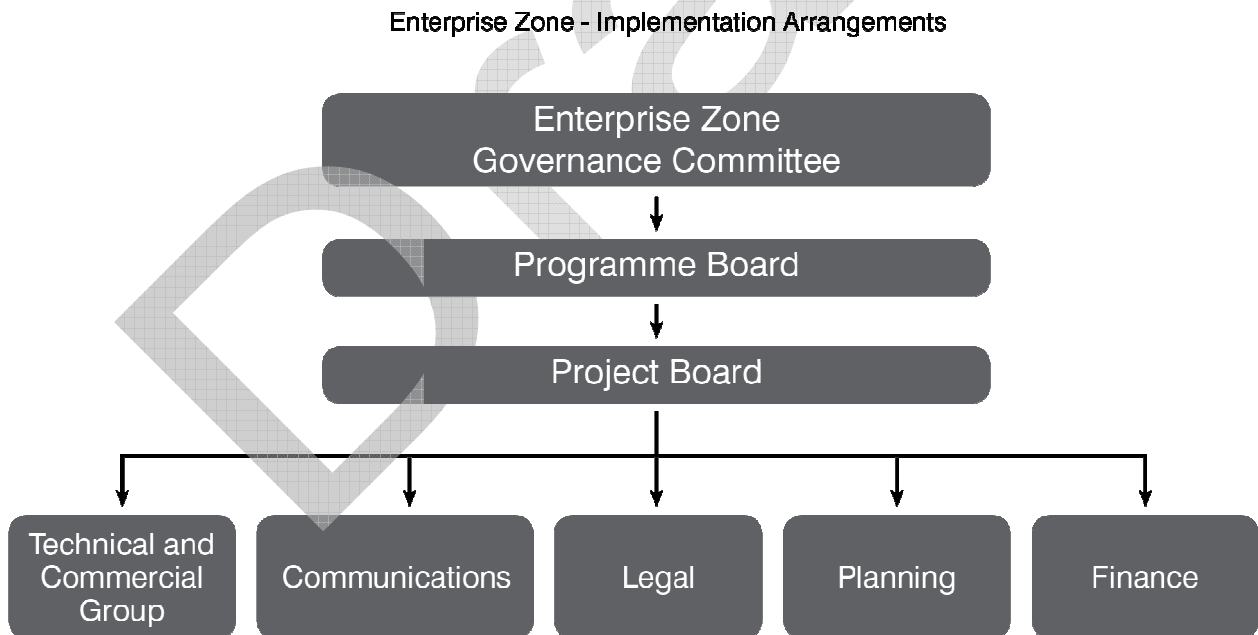 Enterprise Zone - Implementation Arrangements
Enterprise Zone
Governance Committee
Programme Board
Project Board
Technical and
Commercial
Group
Communications
Legal
Planning
Finance